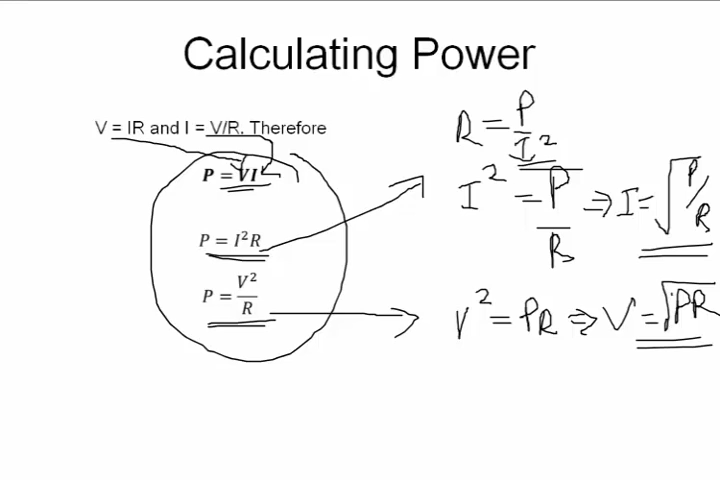 Calculating Power
V = IR and I = V/R. Therefore
P = VI
P = I²R
P = V²/R
R = P/I²
I² = P/R ⇒ I = √P/R
V² = PR ⇒ V = √PR